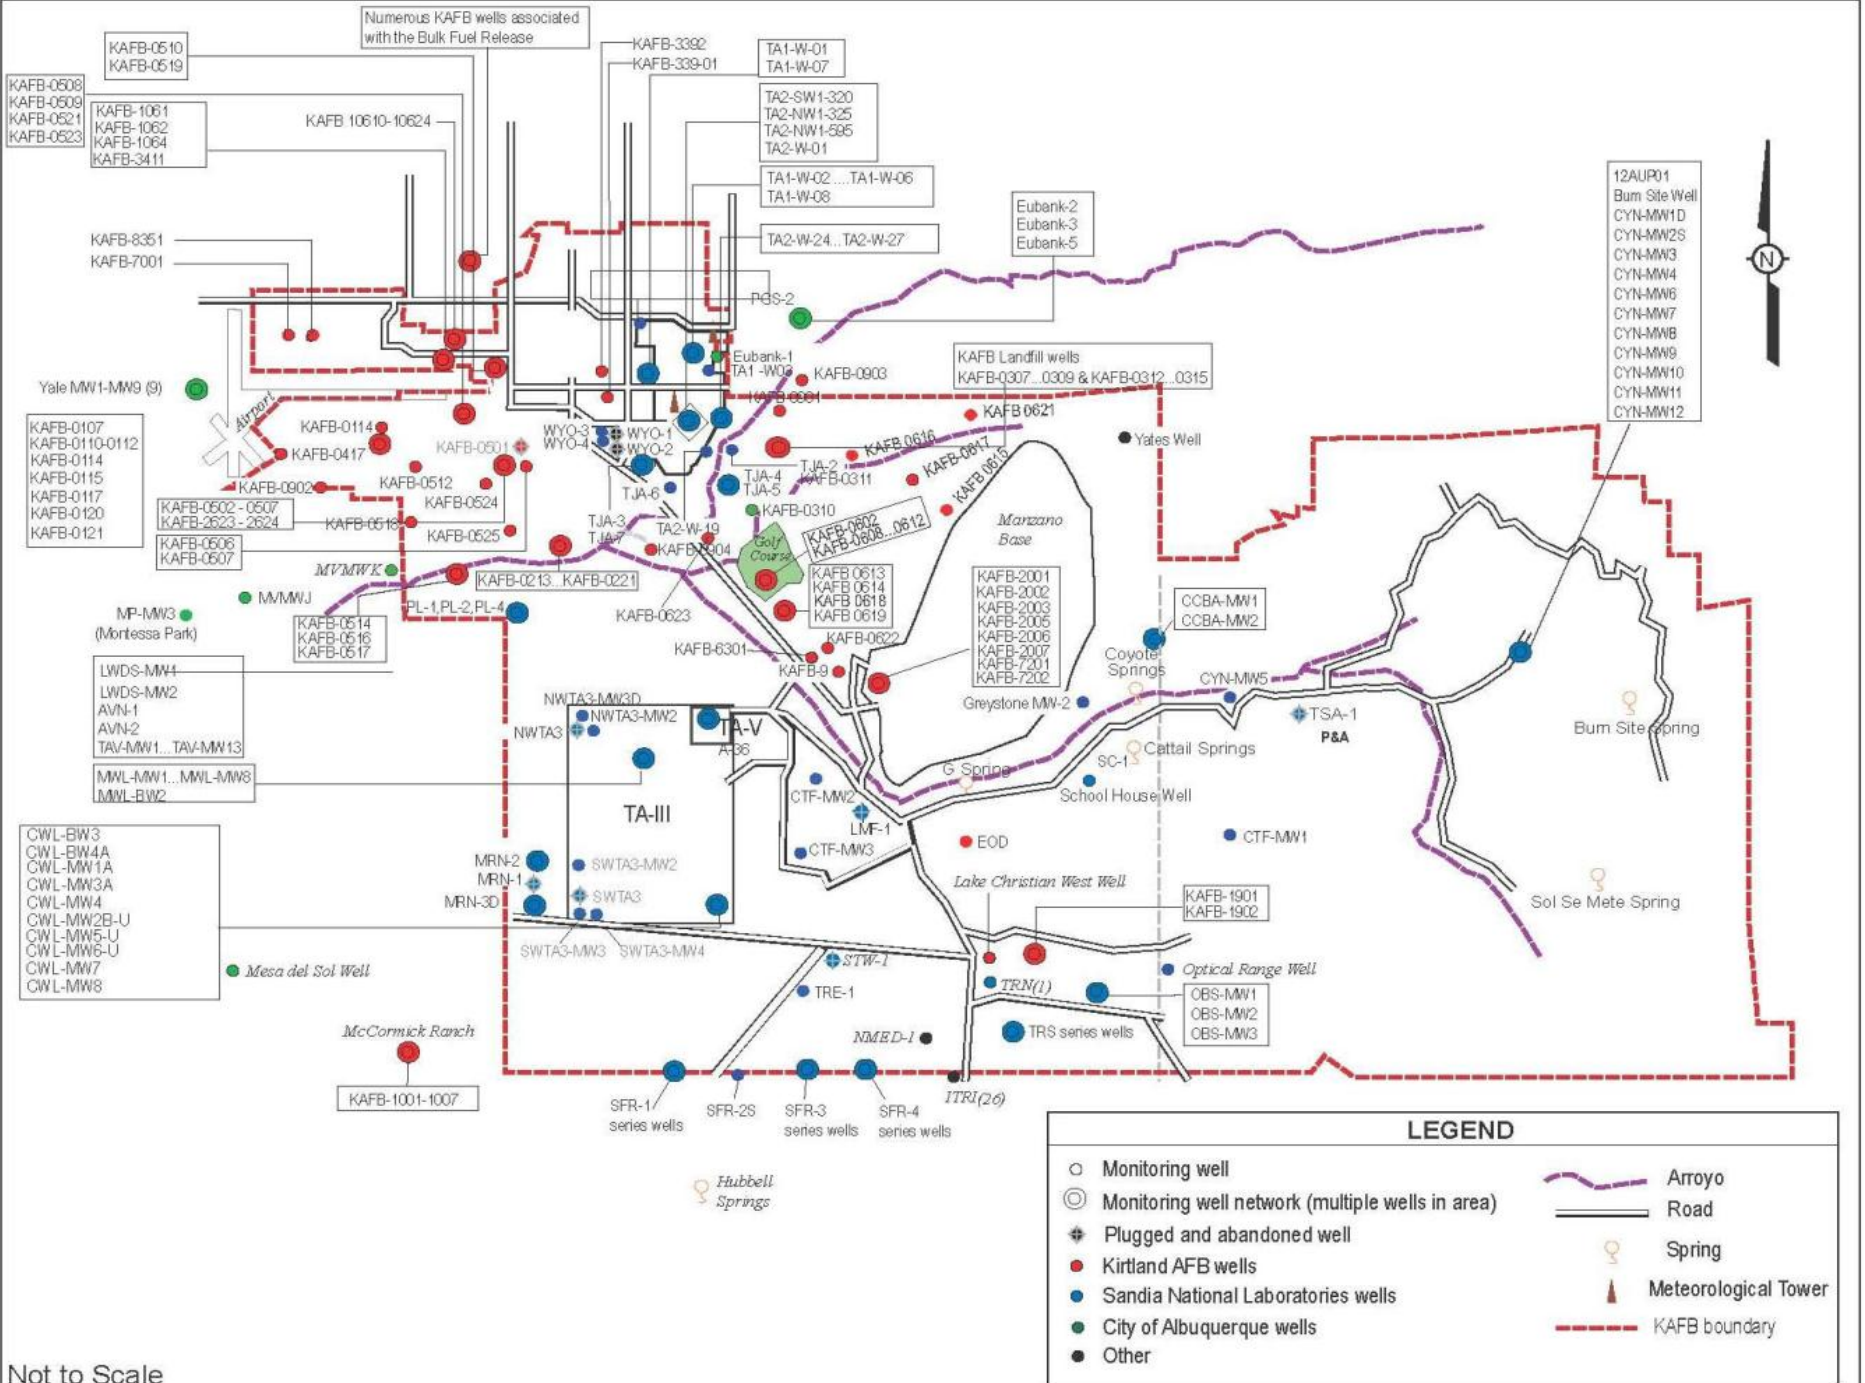 Numerous KAFB wells associated
with the Bulk Fuel Release
KAFB-0510
KAFB-0519
KAFB-0508
KAFB-0509
KAFB-0521
KAFB-0523
KAFB-1061
KAFB-1062
KAFB-1064
KAFB-3411
KAFB 10610-10624
KAFB-3392
KAFB-339-01
TA1-W-01
TA1-W-07
TA2-SW1-320
TA2-NW1-325
TA2-NW1-595
TA2-W-01
TA1-W-02....TA1-W-06
TA1-W-08
TA2-W-24...TA2-W-27
Eubank-2
Eubank-3
Eubank-5
12AUP01
Burn Site Well
CYN-MW1D
CYN-MW2S
CYN-MW3
CYN-MW4
CYN-MW6
CYN-MW7
CYN-MW8
CYN-MW9
CYN-MW10
CYN-MW11
CYN-MW12
N
KAFB-8351
KAFB-7001
PGS-2
Eubank-1
TA1-W03
KAFB-0903
KAFB Landfill wells
KAFB-0307...0309 & KAFB-0312...0315
Yale MW1-MW9 (9)
Airport
KAFB-0107
KAFB-0110-0112
KAFB-0114
KAFB-0115
KAFB-0117
KAFB-0120
KAFB-0121
KAFB-0114
KAFB-0417
KAFB-0902
KAFB-0512
KAFB-0501
KAFB-0524
KAFB-0518
KAFB-0525
KAFB-0502 - 0507
KAFB-2623 - 2624
KAFB-0506
KAFB-0507
WYO-3
WYO-4
WYO-1
WYO-2
TJA-2
TJA-4
TJA-5
TJA-6
TJA-3
TJA-7
TA2-W-19
KAFB-0311
KAFB-0310
KAFB 0621
KAFB 0616
KAFB-0617
KAFB 0615
Yates Well
Manzano
Base
Golf
Course
KAFB-0602
KAFB-0608...0612
KAFB 0613
KAFB 0614
KAFB 0618
KAFB 0619
KAFB-0213...KAFB-0221
MVMWK
MVMWJ
MP-MW3
(Montessa Park)
PL-1,PL-2,PL-4
KAFB-0514
KAFB-0516
KAFB-0517
KAFB-0623
KAFB-0622
KAFB-6301
KAFB-9
KAFB-2001
KAFB-2002
KAFB-2003
KAFB-2005
KAFB-2006
KAFB-2007
KAFB-7201
KAFB-7202
CCBA-MW1
CCBA-MW2
Coyote
Springs
CYN-MW5
Greystone MW-2
TSA-1
P&A
Burn Site Spring
LWDS-MW1
LWDS-MW2
AVN-1
AVN-2
TAV-MW1...TAV-MW13
MWL-MW1...MWL-MW8
MWL-BW2
NWTA3-MW3D
NWTA3-MW2
NWTA3
TA-V
A-36
TA-III
Cattail Springs
SC-1
School House Well
G Spring
CTF-MW2
LMF-1
CTF-MW3
EOD
CTF-MW1
CWL-BW3
CWL-BW4A
CWL-MW1A
CWL-MW3A
CWL-MW4
CWL-MW2B-U
CWL-MW5-U
CWL-MW6-U
CWL-MW7
CWL-MW8
MRN-2
MRN-1
MRN-3D
SWTA3-MW2
SWTA3
SWTA3-MW3
SWTA3-MW4
Lake Christian West Well
KAFB-1901
KAFB-1902
Sol Se Mete Spring
Mesa del Sol Well
STW-1
TRE-1
TRN(1)
Optical Range Well
OBS-MW1
OBS-MW2
OBS-MW3
TRS series wells
NMED-1
McCormick Ranch
KAFB-1001-1007
SFR-1
series wells
SFR-2S
SFR-3
series wells
SFR-4
series wells
ITRI(26)
Hubbell
Springs
LEGEND
Monitoring well
Monitoring well network (multiple wells in area)
Plugged and abandoned well
Kirtland AFB wells
Sandia National Laboratories wells
City of Albuquerque wells
Other
Arroyo
Road
Spring
Meteorological Tower
KAFB boundary
Not to Scale